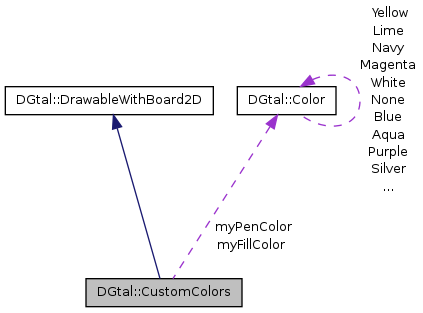 Yellow
Lime
Navy
Magenta
White
None
Blue
Aqua
Purple
Silver
...
DGtal::DrawableWithBoard2D
DGtal::Color
myPenColor
myFillColor
DGtal::CustomColors